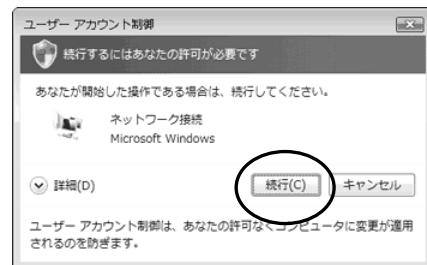 ユーザー アカウント制御
続行するにはあなたの許可が必要です
あなたが開始した操作である場合は、続行してください。
ネットワーク接続
Microsoft Windows
詳細(D)
続行(C)
キャンセル
ユーザー アカウント制御は、あなたの許可なくコンピュータに変更が適用
されるのを防ぎます。